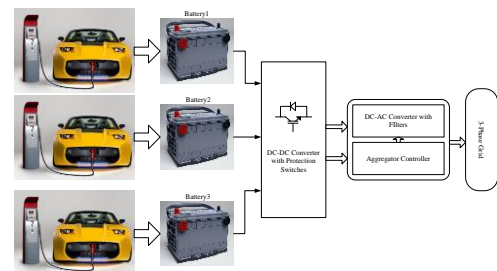 Battery1
Battery2
Battery3
DC-DC Converter
with Protection
Switches
DC-AC Converter with
FIlters
Aggregator Controller
3-Phase Grid